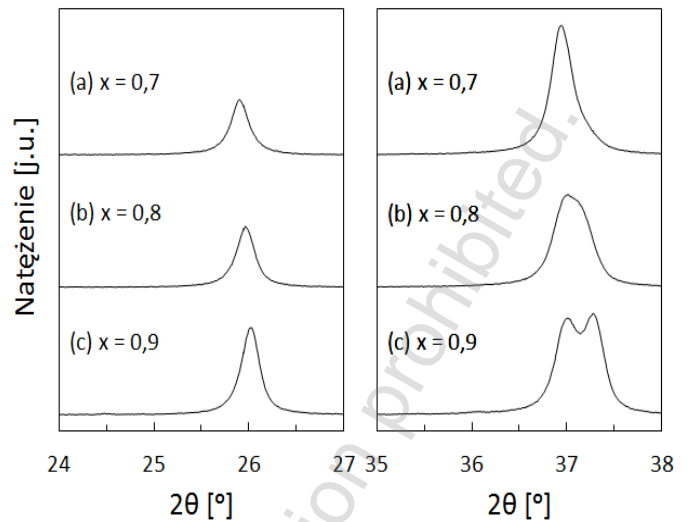 Natężenie [j.u.]
(a) x = 0,7
(b) x = 0,8
(c) x = 0,9
24 25 26 27
2θ [°]
(a) x = 0,7
(b) x = 0,8
(c) x = 0,9
35 36 37 38
2θ [°]
ion prohibited.